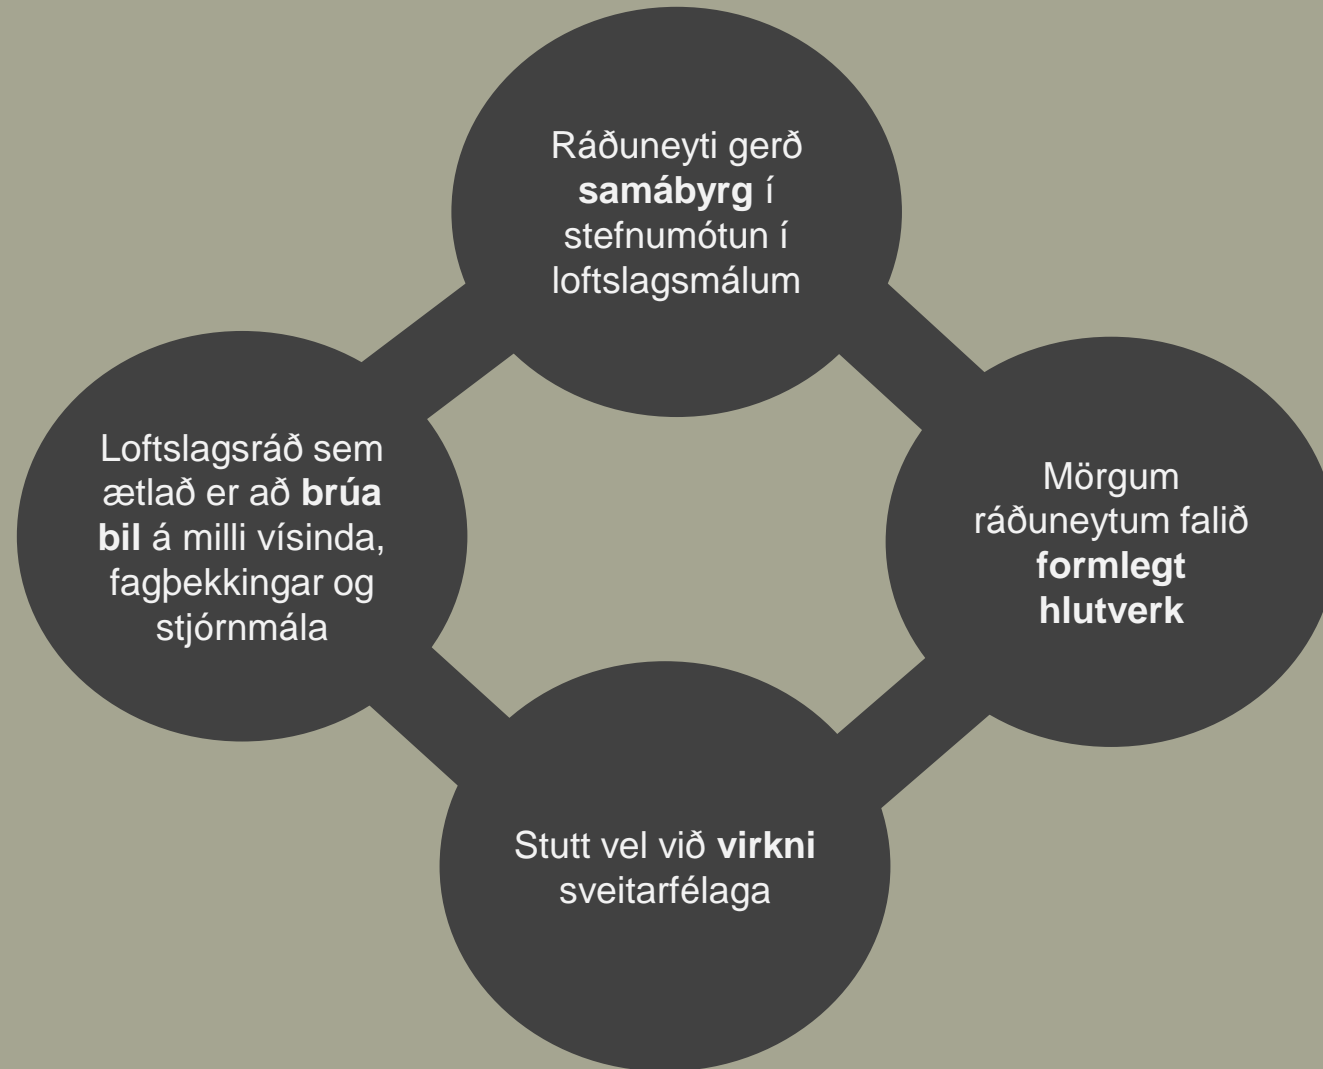 Ráðuneyti gerð
samábyrg í
stefnumótun í
loftslagsmálum
Loftslagsráð sem
ætlað er að brúa
bil á milli vísinda,
fagþekkingar og
stjórnmála
Mörgum
ráðuneytum falið
formlegt
hlutverk
Stutt vel við virkni
sveitarfélaga